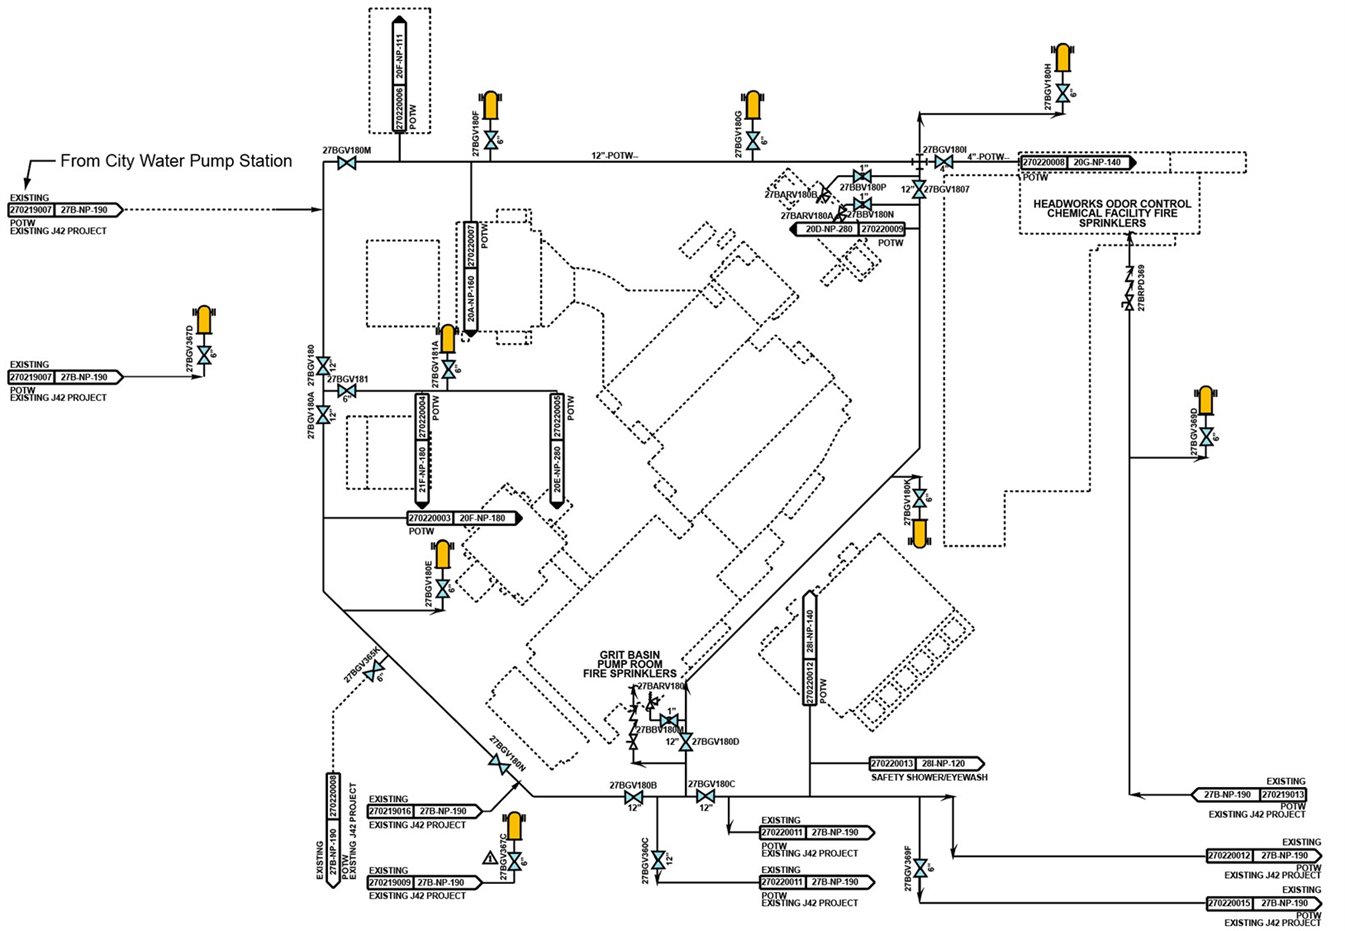 20F-NP-111
270220006
POTW
27BGV180F
6"
27BGV180G
6"
27BGV180H
6"
From City Water Pump Station
27BGV180M
12"-POTW--
27BGV180I
4"
4"-POTW--
270220008 20G-NP-140
POTW
EXISTING
270219007 27B-NP-190
POTW
EXISTING J42 PROJECT
1"
27BBV180P
27BARV180B
12"
27BGV1807
1"
27BBV180N
27BARV180A
20D-NP-280 270220009
POTW
HEADWORKS ODOR CONTROL
CHEMICAL FACILITY FIRE
SPRINKLERS
27BRPD369
270220007
POTW
20A-NP-160
27BGV367D
6"
EXISTING
270219007 27B-NP-190
POTW
EXISTING J42 PROJECT
27BGV180
12"
27BGV181
6"
27BGV181A
6"
27BGV180A
12"
270220004
POTW
21F-NP-180
270220005
POTW
20E-NP-280
27BGV369D
6"
270220003 20F-NP-180
POTW
27BGV180K
6"
27BGV180E
6"
27BGV365K
6"
GRIT BASIN
PUMP ROOM
FIRE SPRINKLERS
27BARV180
1"
27BBV180M
12"
27BGV180D
28I-NP-140
270220012
POTW
27BGV180N
270220013 28I-NP-120
SAFETY SHOWER/EYEWASH
27BGV180B
12"
27BGV180C
12"
270220008
27B-NP-190
EXISTING
POTW
EXISTING J42 PROJECT
EXISTING
270219016 27B-NP-190
EXISTING J42 PROJECT
27BGV367C
6"
EXISTING
270219009 27B-NP-190
EXISTING J42 PROJECT
27BGV360C
12"
EXISTING
270220011 27B-NP-190
POTW
EXISTING J42 PROJECT
EXISTING
270220011 27B-NP-190
POTW
EXISTING J42 PROJECT
27BGV369F
6"
EXISTING
27B-NP-190 270219013
POTW
EXISTING J42 PROJECT
EXISTING
270220012 27B-NP-190
POTW
EXISTING J42 PROJECT
EXISTING
270220015 27B-NP-190
POTW
EXISTING J42 PROJECT